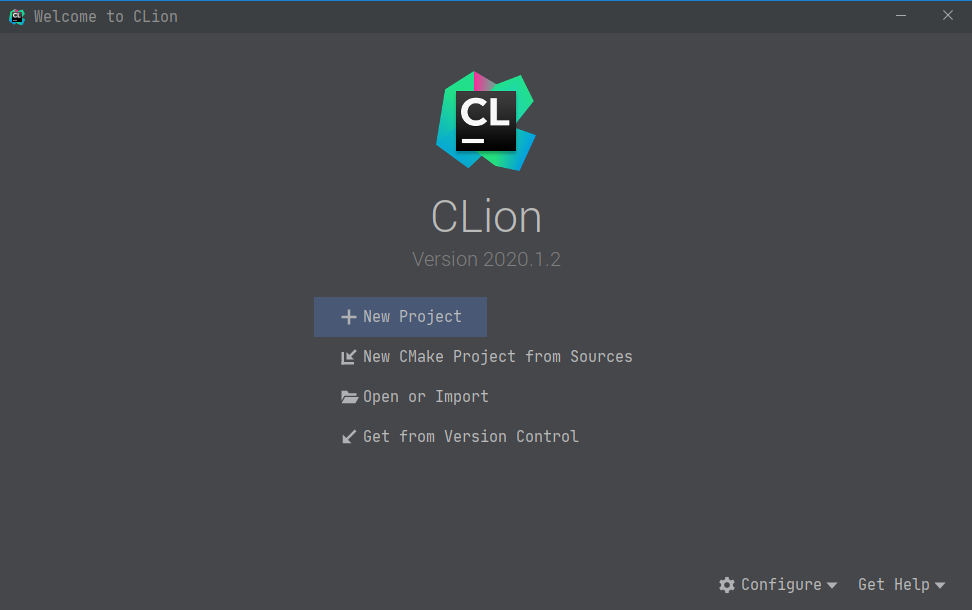 Welcome to CLion
CL
CLion
Version 2020.1.2
New Project
New CMake Project from Sources
Open or Import
Get from Version Control
Configure Get Help